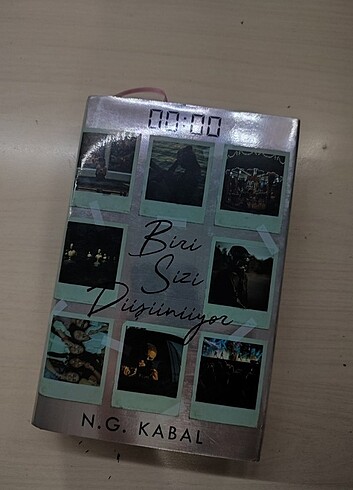 00:00
Biri
Sizi
Düşünüyor
N.G. KABAL